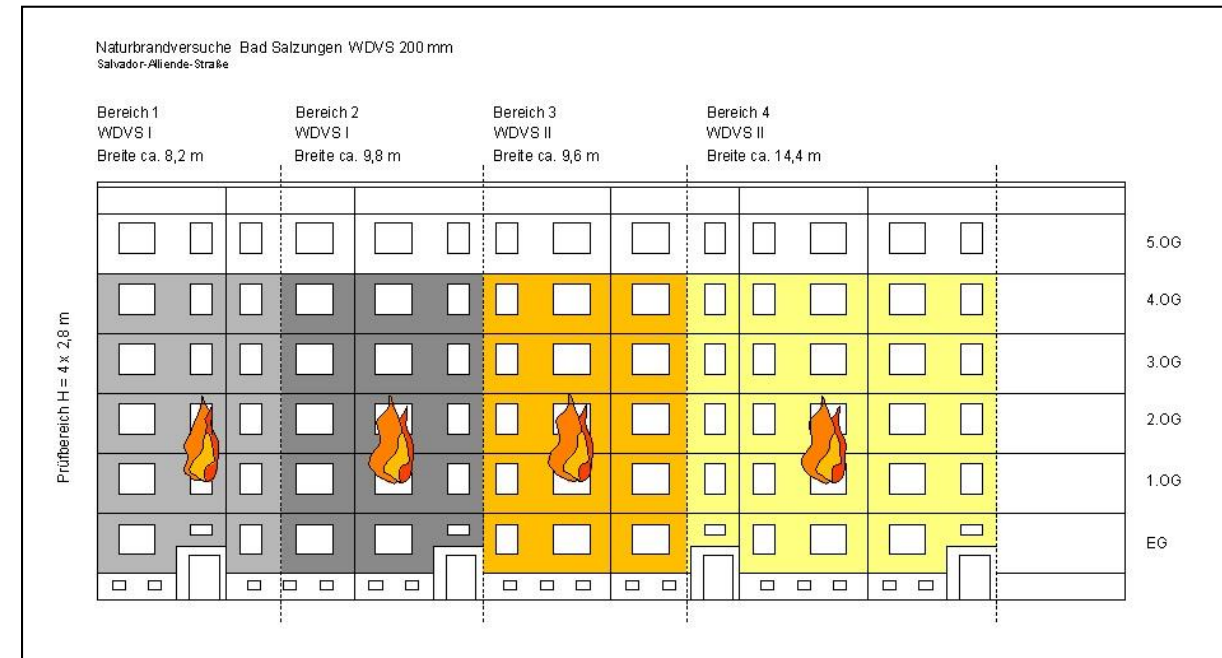 Naturbrandversuche Bad Salzungen WDVS 200 mm
Salvador-Alliende-Straße
Bereich 1
WDVS I
Breite ca. 8,2 m
Bereich 2
WDVS I
Breite ca. 9,8 m
Bereich 3
WDVS II
Breite ca. 9,6 m
Bereich 4
WDVS II
Breite ca. 14,4 m
Prüfbereich H = 4 x 2,8 m
5.OG
4.OG
3.OG
2.OG
1.OG
EG